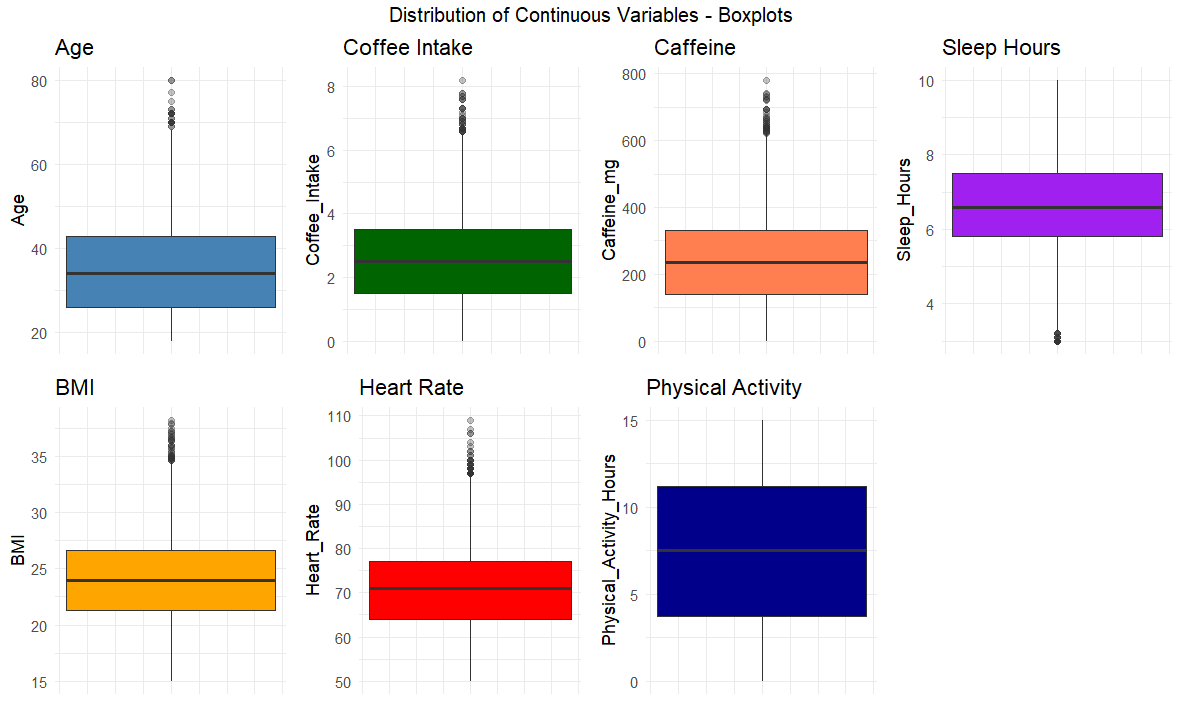 Distribution of Continuous Variables - Boxplots
Age
Age
80
60
40
20
Coffee Intake
Coffee_Intake
8
6
4
2
0
Caffeine
Caffeine_mg
800
600
400
200
0
Sleep Hours
Sleep_Hours
10
8
6
4
BMI
BMI
35
30
25
20
15
Heart Rate
Heart_Rate
110
100
90
80
70
60
50
Physical Activity
Physical_Activity_Hours
15
10
5
0